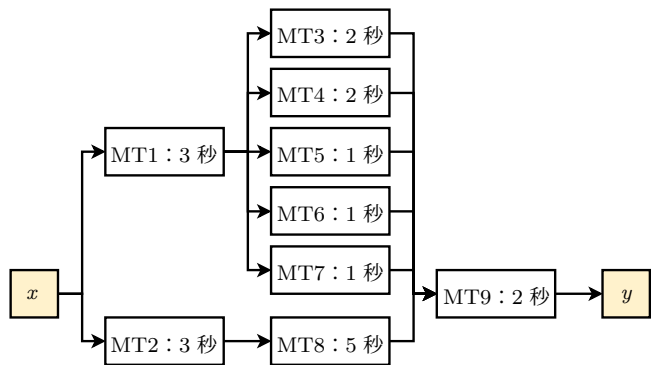 MT3：2 秒
MT4：2 秒
MT1：3 秒
MT5：1 秒
MT6：1 秒
MT7：1 秒
x
MT9：2 秒
y
MT2：3 秒
MT8：5 秒